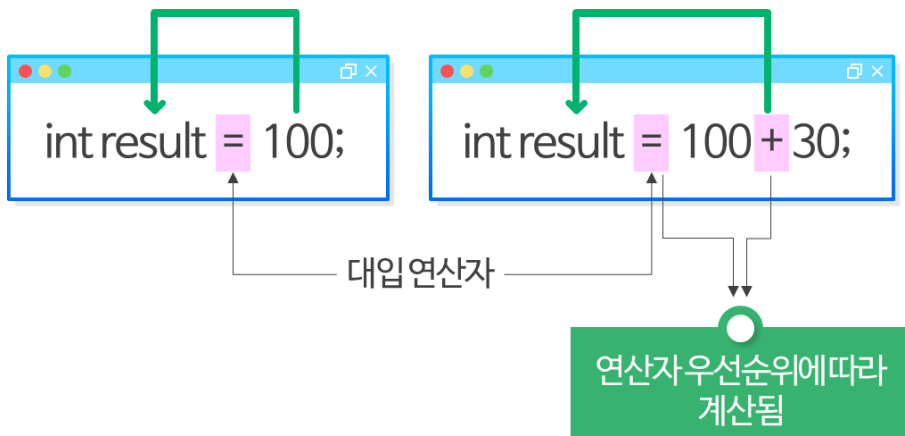 int result = 100;
int result = 100 + 30;
대입 연산자
연산자 우선순위에 따라
계산됨